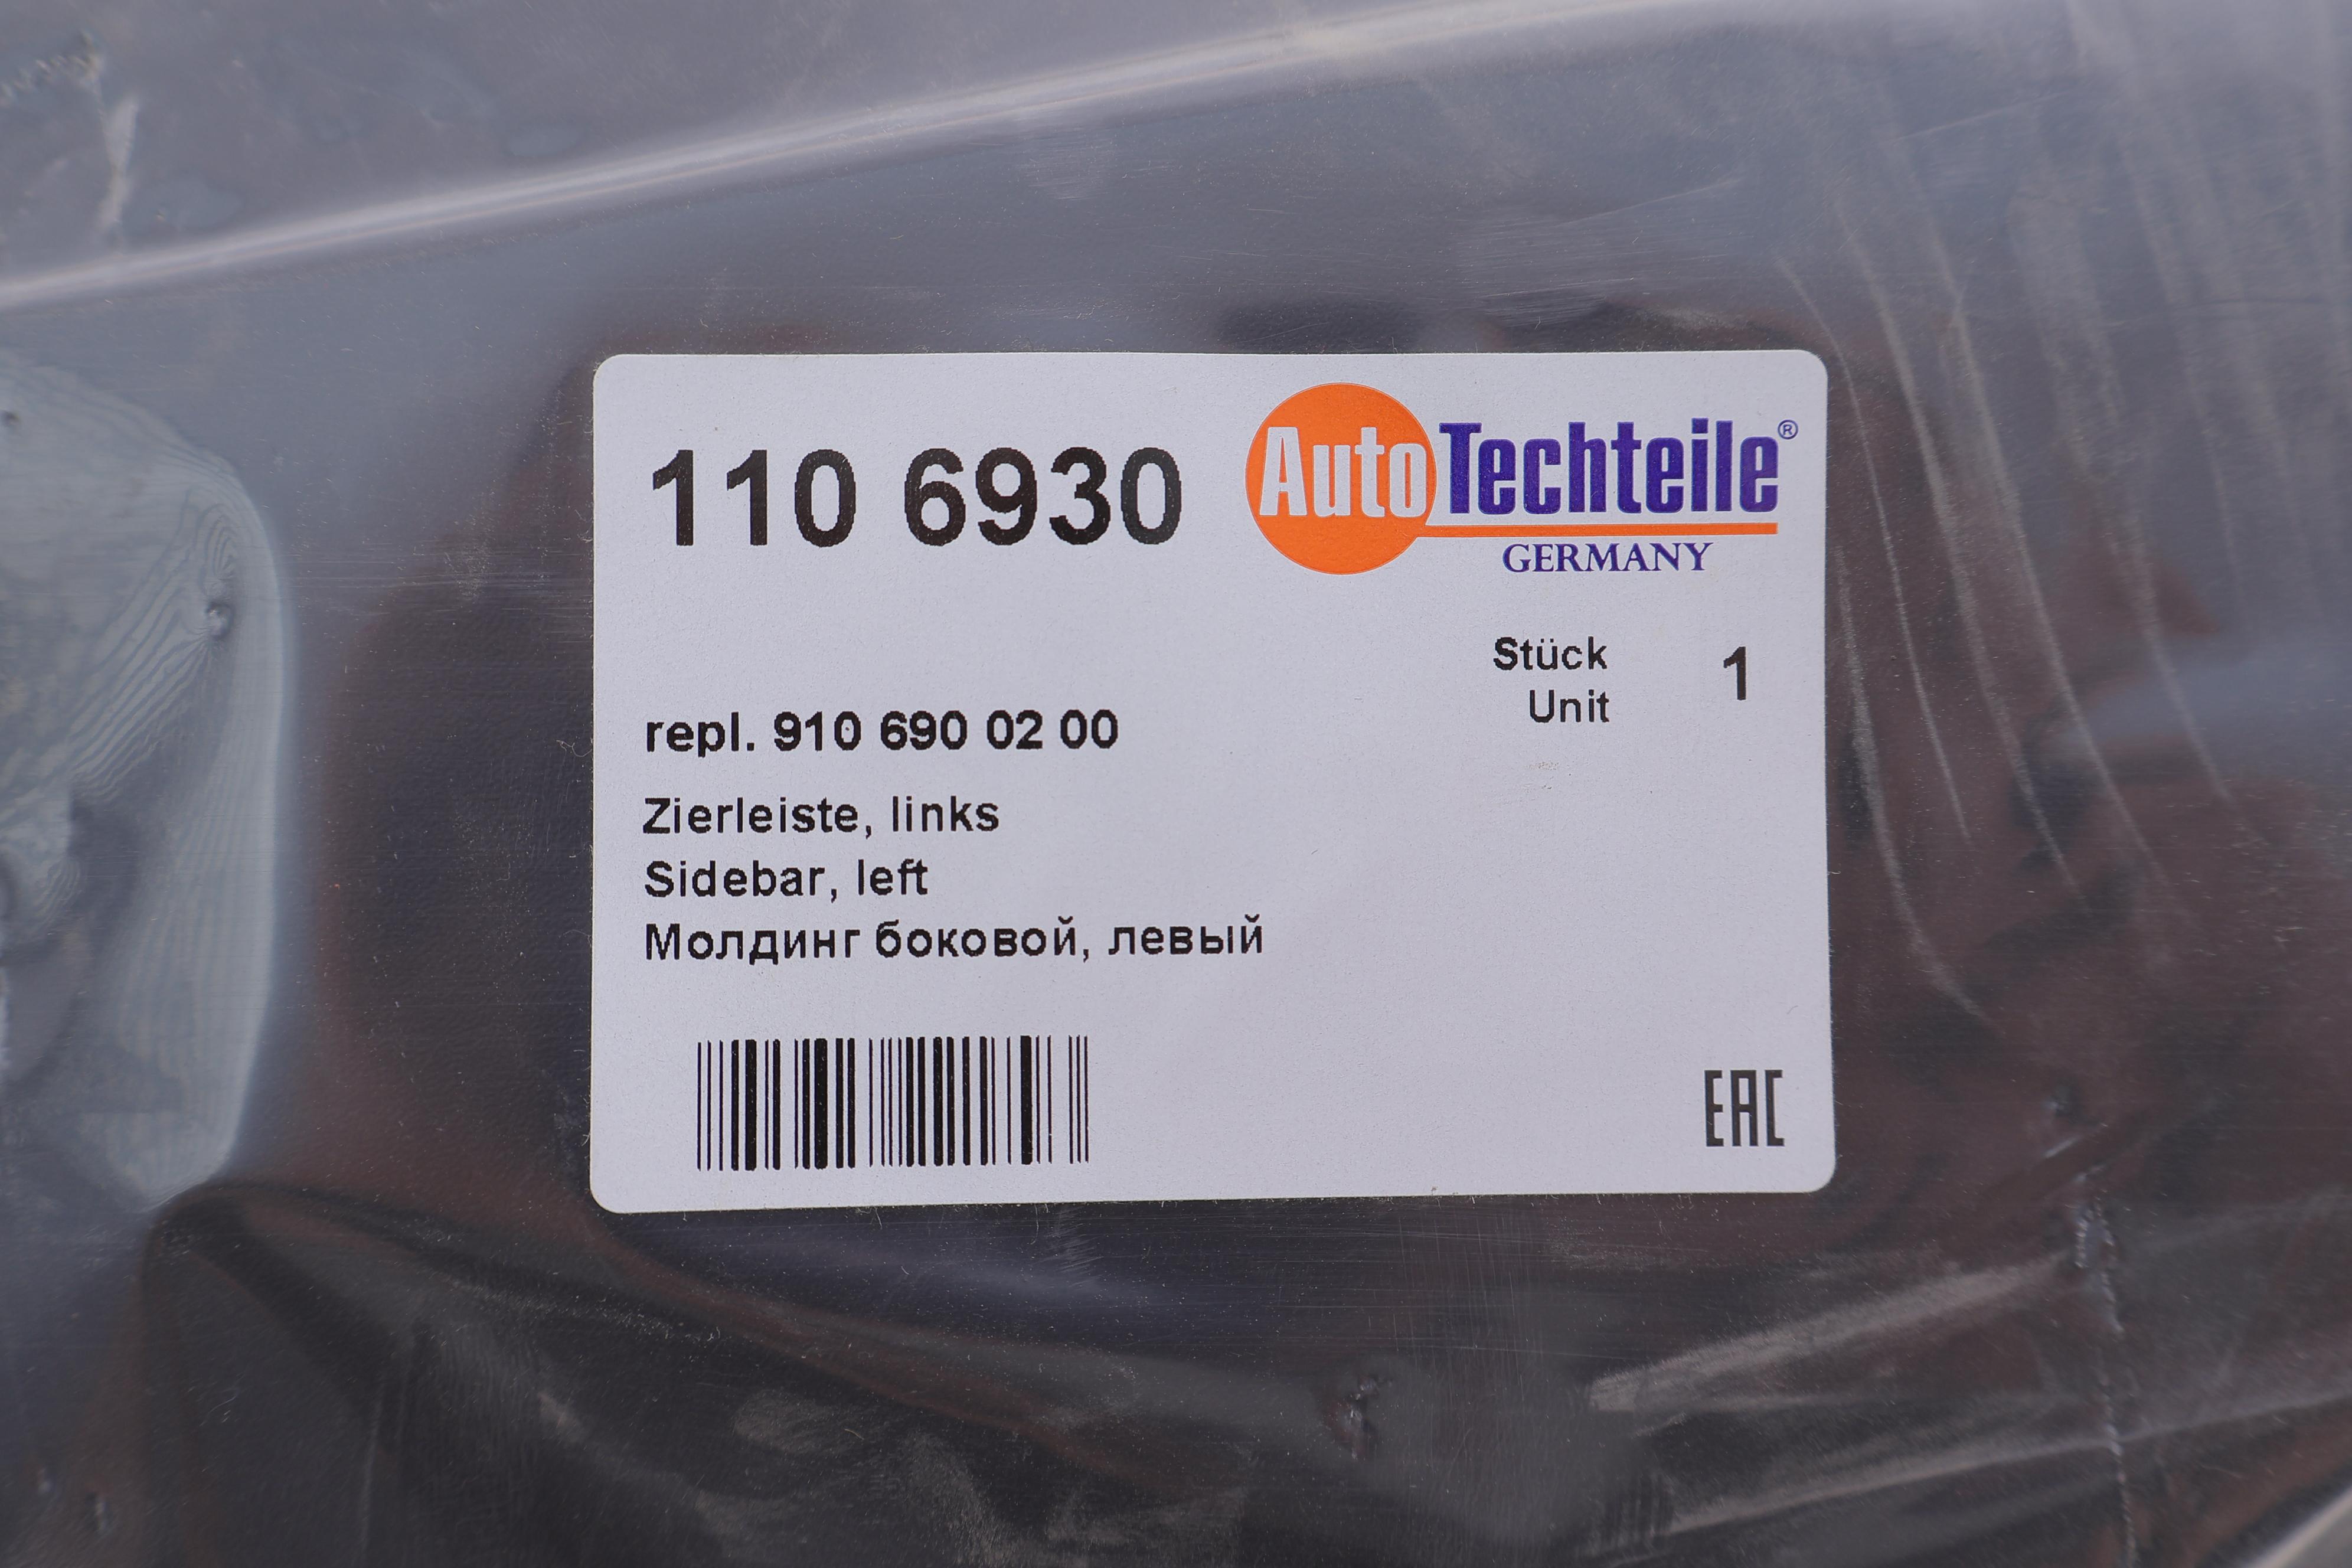 110 6930
AutoTechteile®
GERMANY
Stück 1
Unit
repl. 910 690 02 00
Zierleiste, links
Sidebar, left
Молдинг боковой, левый
EAC